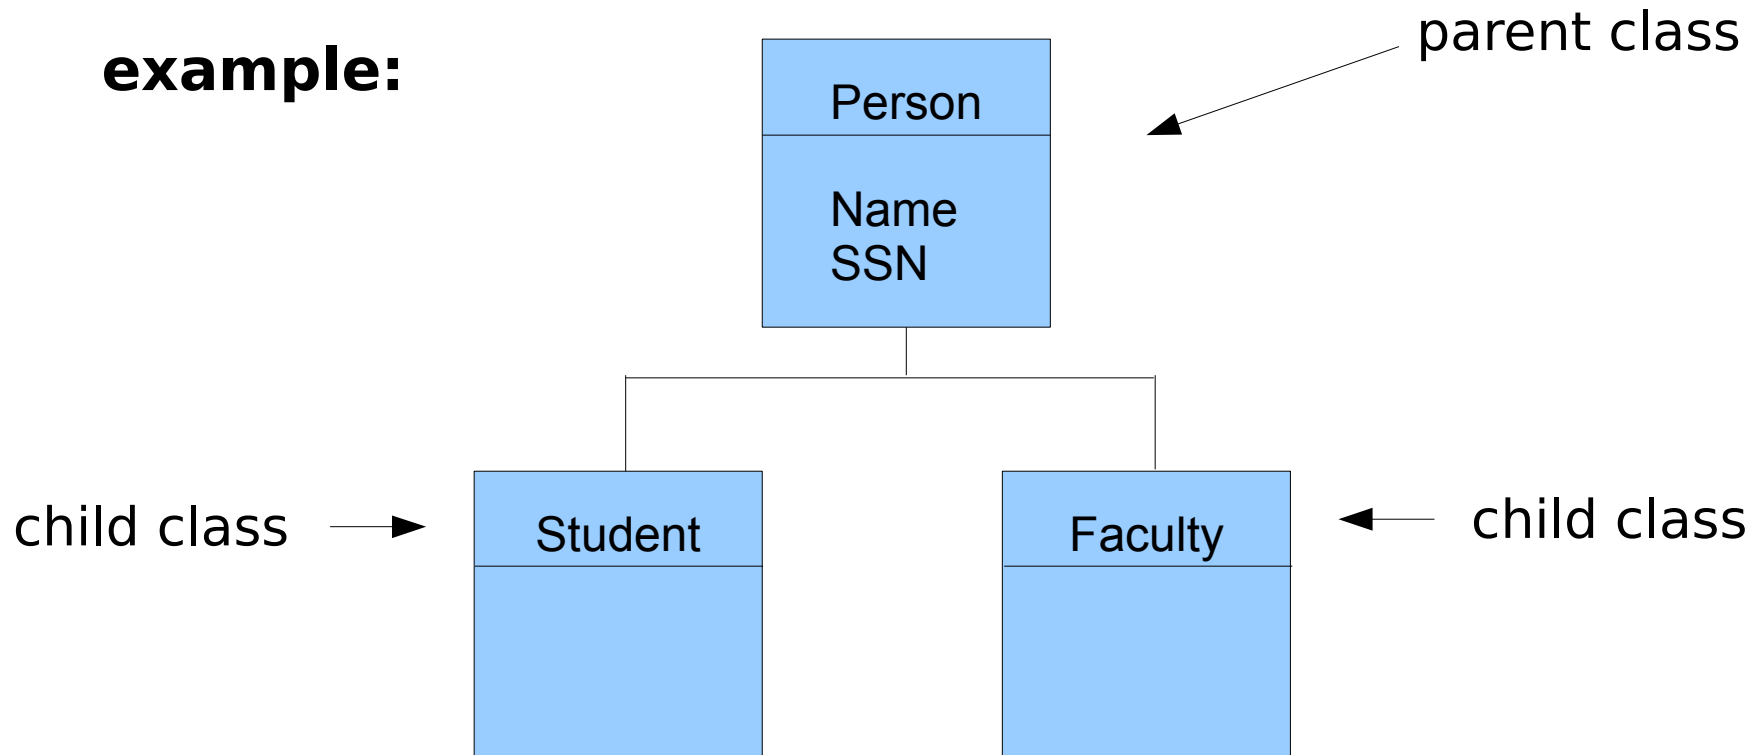 example:
parent class
Person
Name
SSN
child class
Student
Faculty
child class